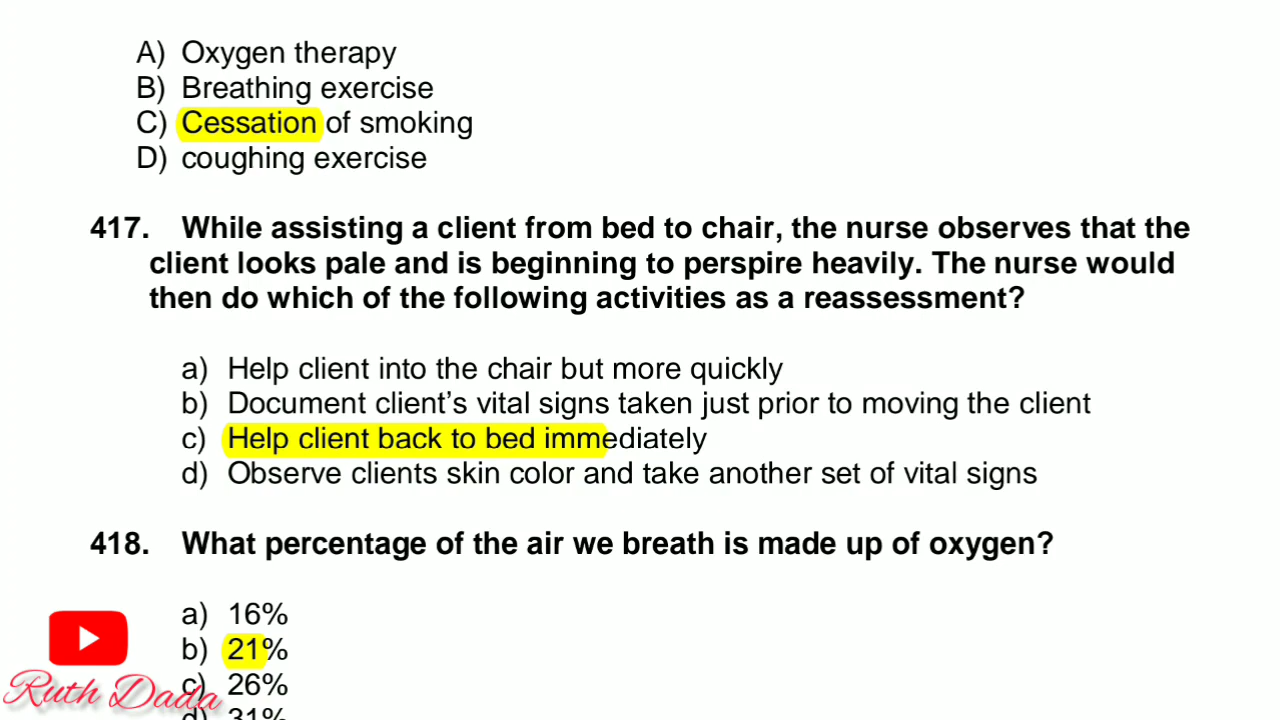 A) Oxygen therapy
B) Breathing exercise
C) Cessation of smoking
D) coughing exercise
417. While assisting a client from bed to chair, the nurse observes that the
client looks pale and is beginning to perspire heavily. The nurse would
then do which of the following activities as a reassessment?
a) Help client into the chair but more quickly
b) Document client’s vital signs taken just prior to moving the client
c) Help client back to bed immediately
d) Observe clients skin color and take another set of vital signs
418. What percentage of the air we breath is made up of oxygen?
a) 16%
b) 21%
c) 26%
d) 31%
Ruth Dada